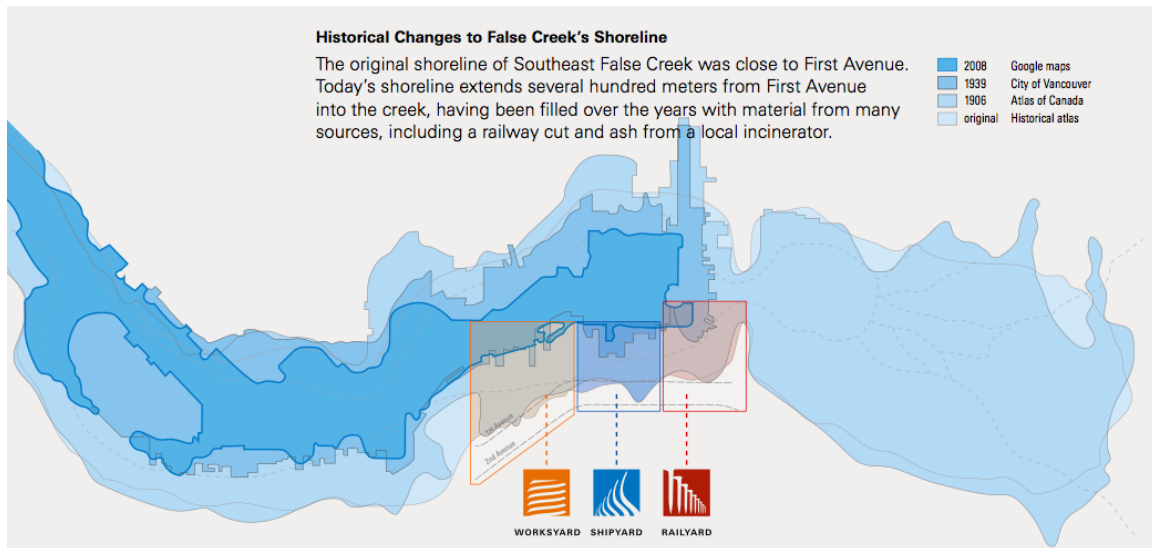 Historical Changes to False Creek's Shoreline
The original shoreline of Southeast False Creek was close to First Avenue.
Today's shoreline extends several hundred meters from First Avenue
into the creek, having been filled over the years with material from many
sources, including a railway cut and ash from a local incinerator.
2008 Google maps
1939 City of Vancouver
1906 Atlas of Canada
original Historical atlas
1st Avenue
2nd Avenue
WORKSYARD SHIPYARD RAILYARD